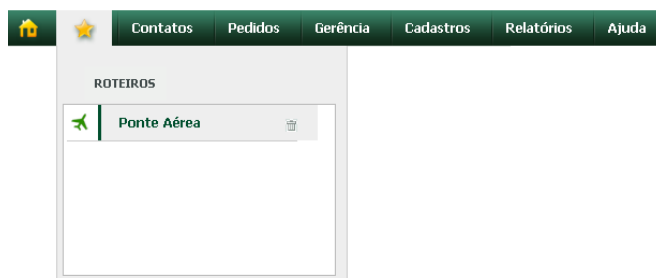 Contatos Pedidos Gerência Cadastros Relatórios Ajuda
ROTEIROS
Ponte Aérea